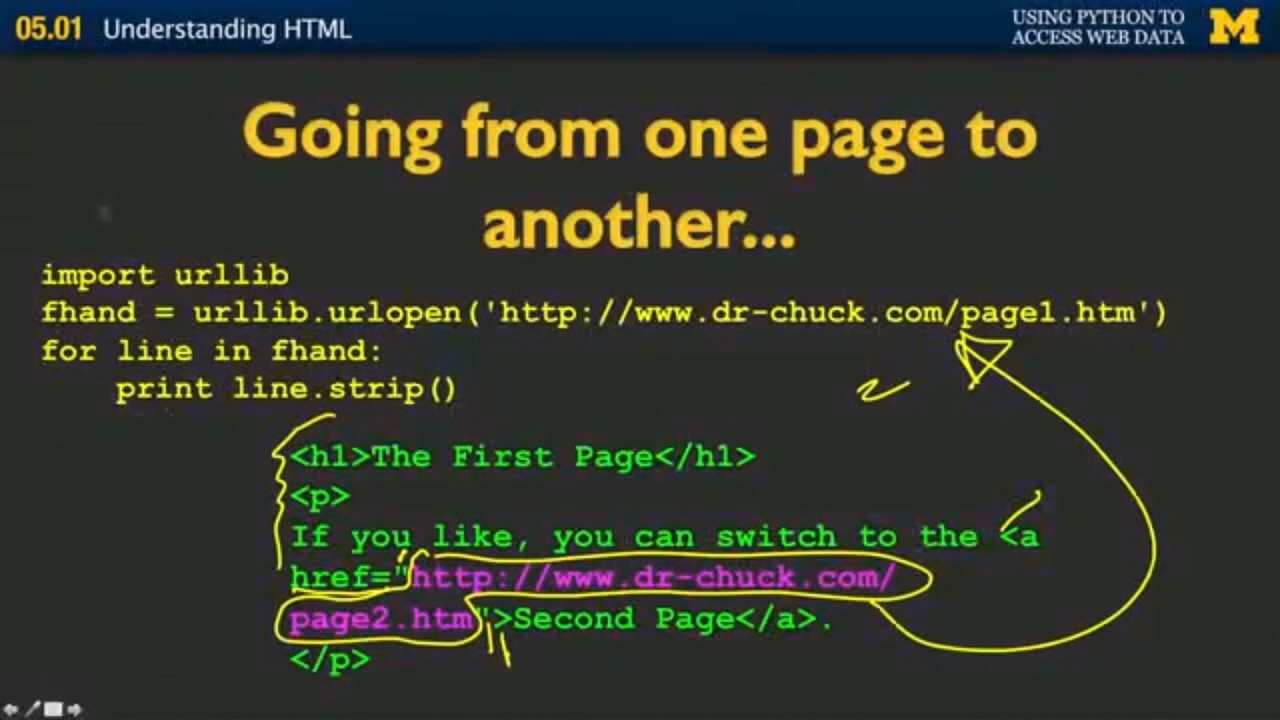 05.01 Understanding HTML
USING PYTHON TO
ACCESS WEB DATA
M
Going from one page to
another...
import urllib
fhand = urllib.urlopen('http://www.dr-chuck.com/page1.htm')
for line in fhand:
    print line.strip()
<h1>The First Page</h1>
<p>
If you like, you can switch to the <a
href="http://www.dr-chuck.com/
page2.htm">Second Page</a>.
</p>